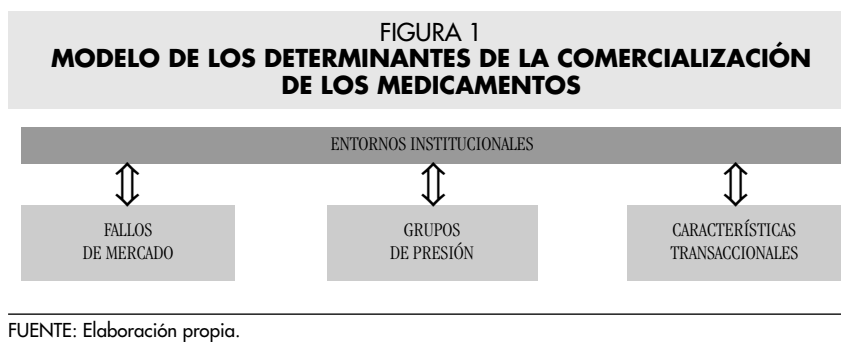 FIGURA 1
MODELO DE LOS DETERMINANTES DE LA COMERCIALIZACIÓN
DE LOS MEDICAMENTOS
ENTORNOS INSTITUCIONALES
FALLOS
DE MERCADO
GRUPOS
DE PRESIÓN
CARACTERÍSTICAS
TRANSACCIONALES
FUENTE: Elaboración propia.